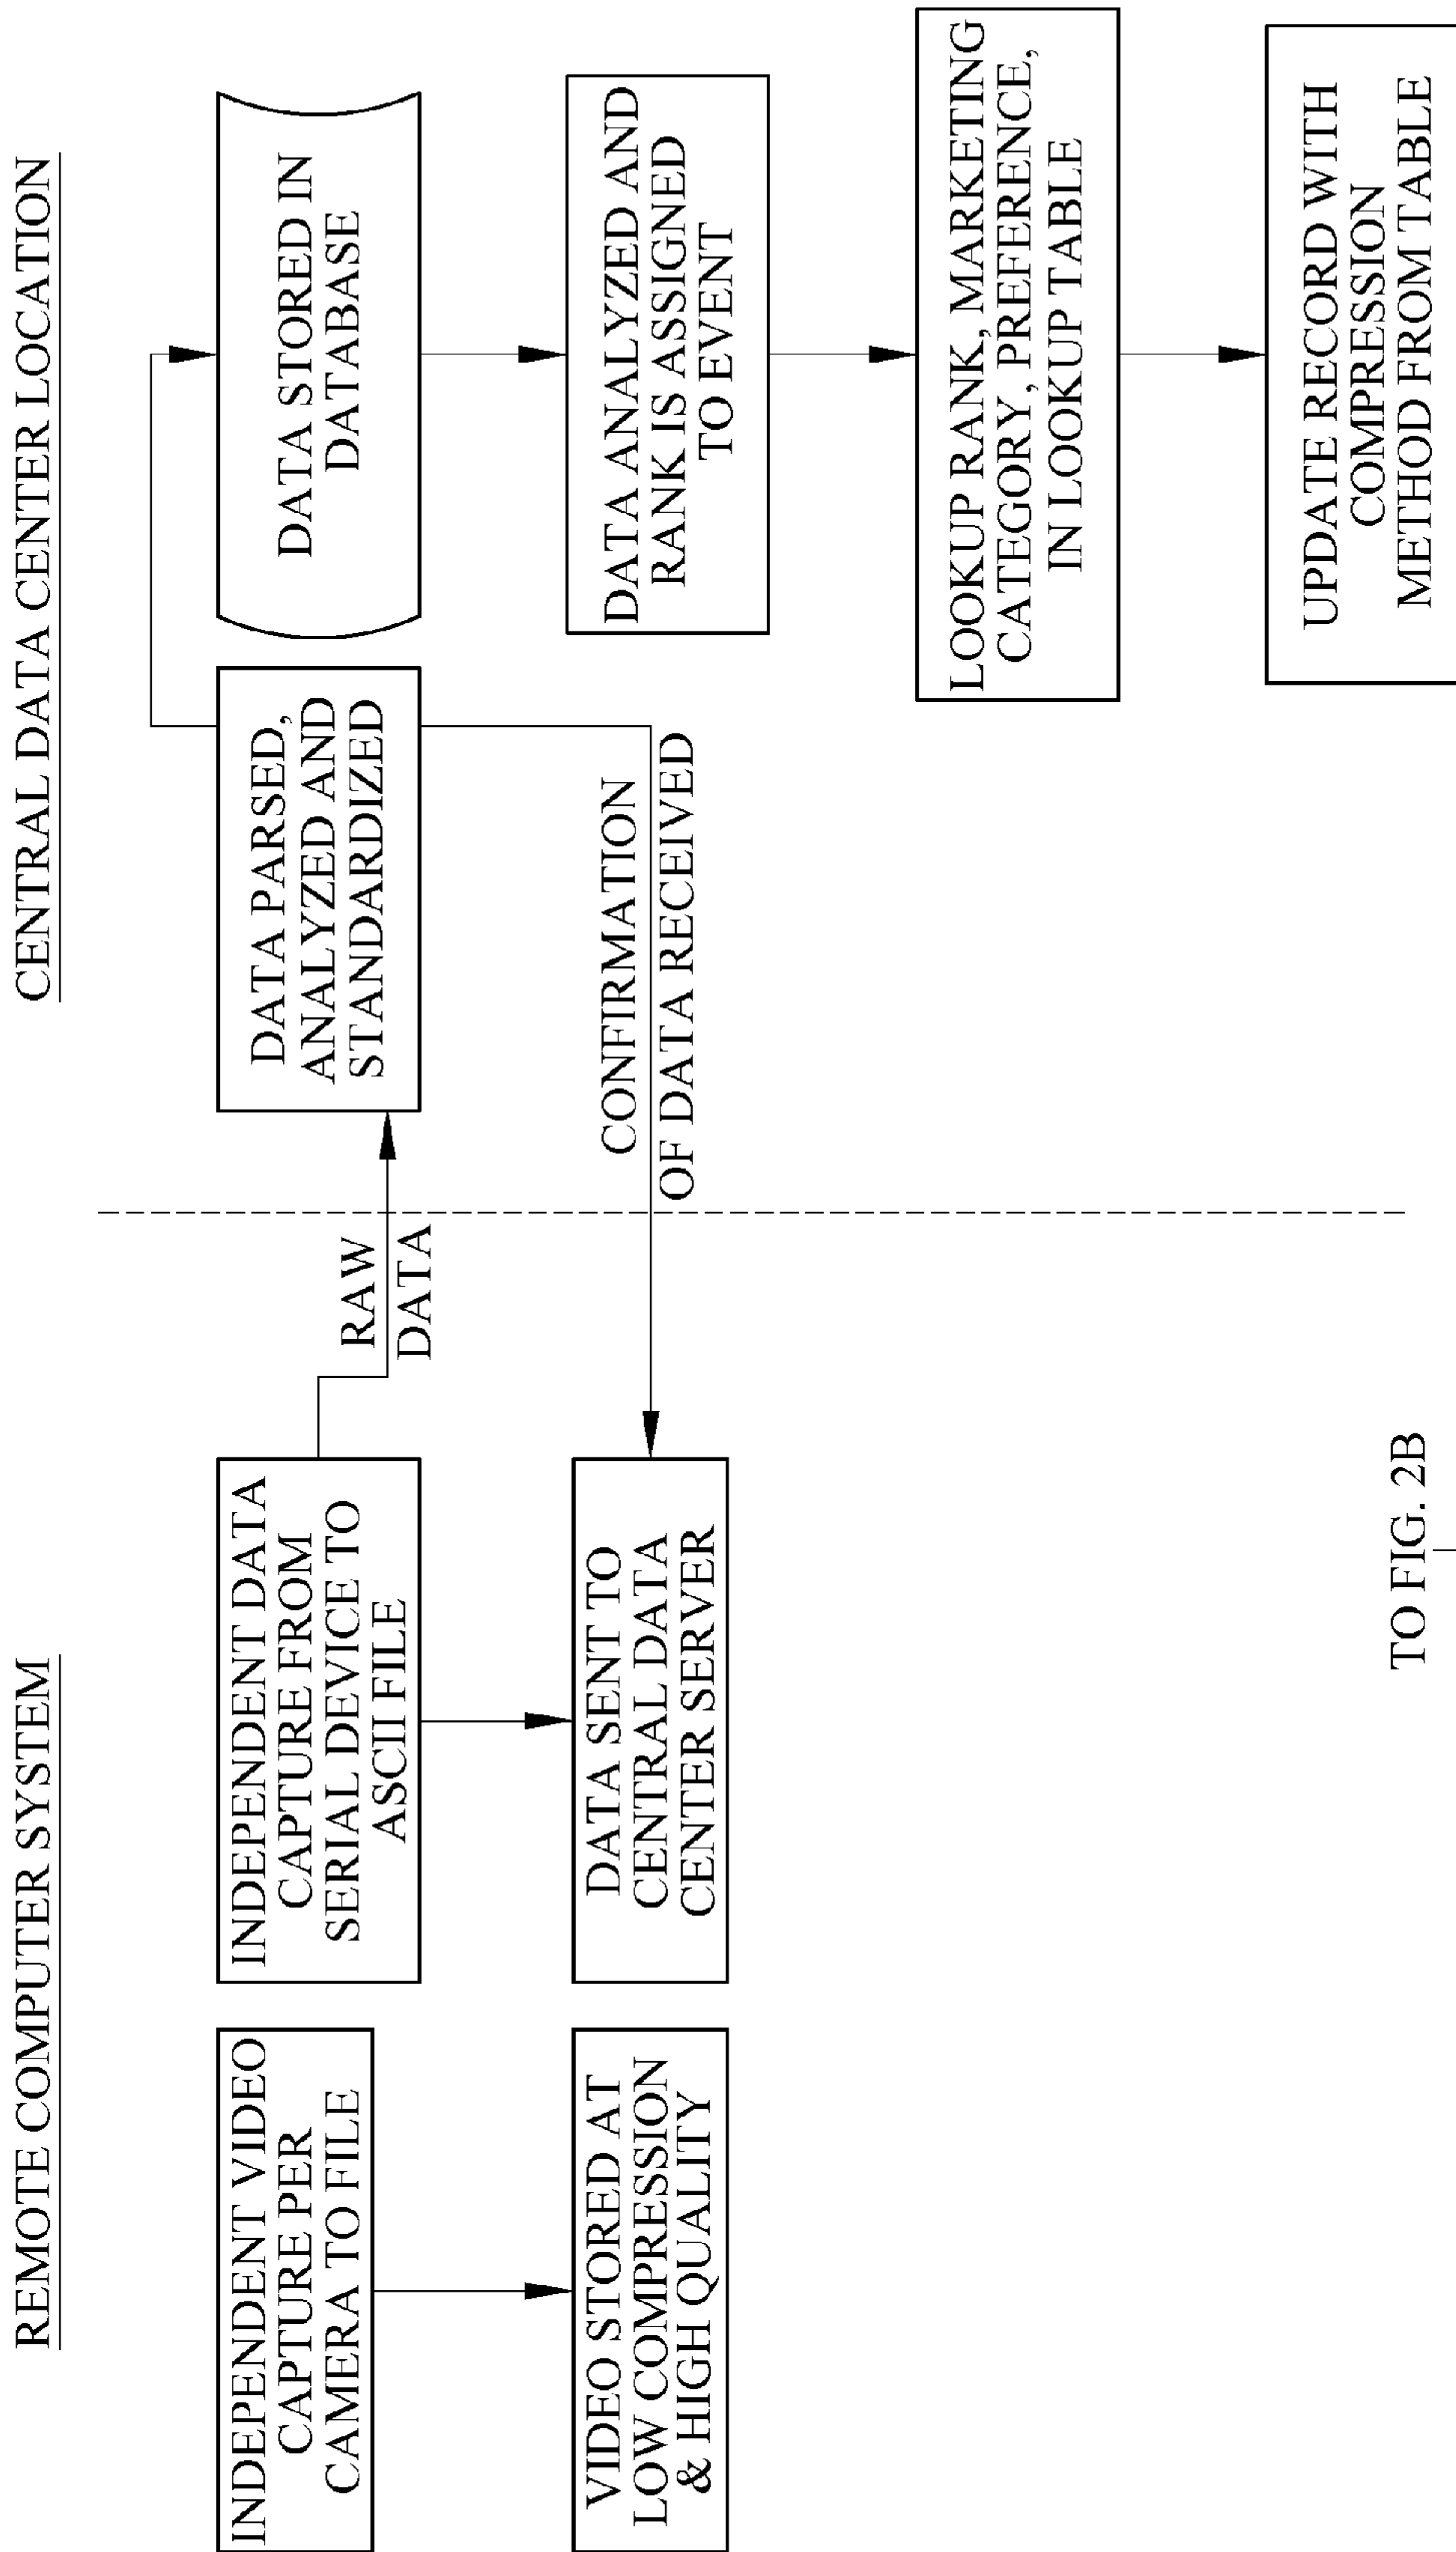 REMOTE COMPUTER SYSTEM
INDEPENDENT VIDEO
CAPTURE PER
CAMERA TO FILE
VIDEO STORED AT
LOW COMPRESSION
& HIGH QUALITY
INDEPENDENT DATA
CAPTURE FROM
SERIAL DEVICE TO
ASCII FILE
DATA SENT TO
CENTRAL DATA
CENTER SERVER
RAW
DATA
TO FIG. 2B
CENTRAL DATA CENTER LOCATION
DATA PARSED,
ANALYZED AND
STANDARDIZED
CONFIRMATION
OF DATA RECEIVED
DATA STORED IN
DATABASE
DATA ANALYZED AND
RANK IS ASSIGNED
TO EVENT
LOOKUP RANK, MARKETING
CATEGORY, PREFERENCE,
IN LOOKUP TABLE
UPDATE RECORD WITH
COMPRESSION
METHOD FROM TABLE